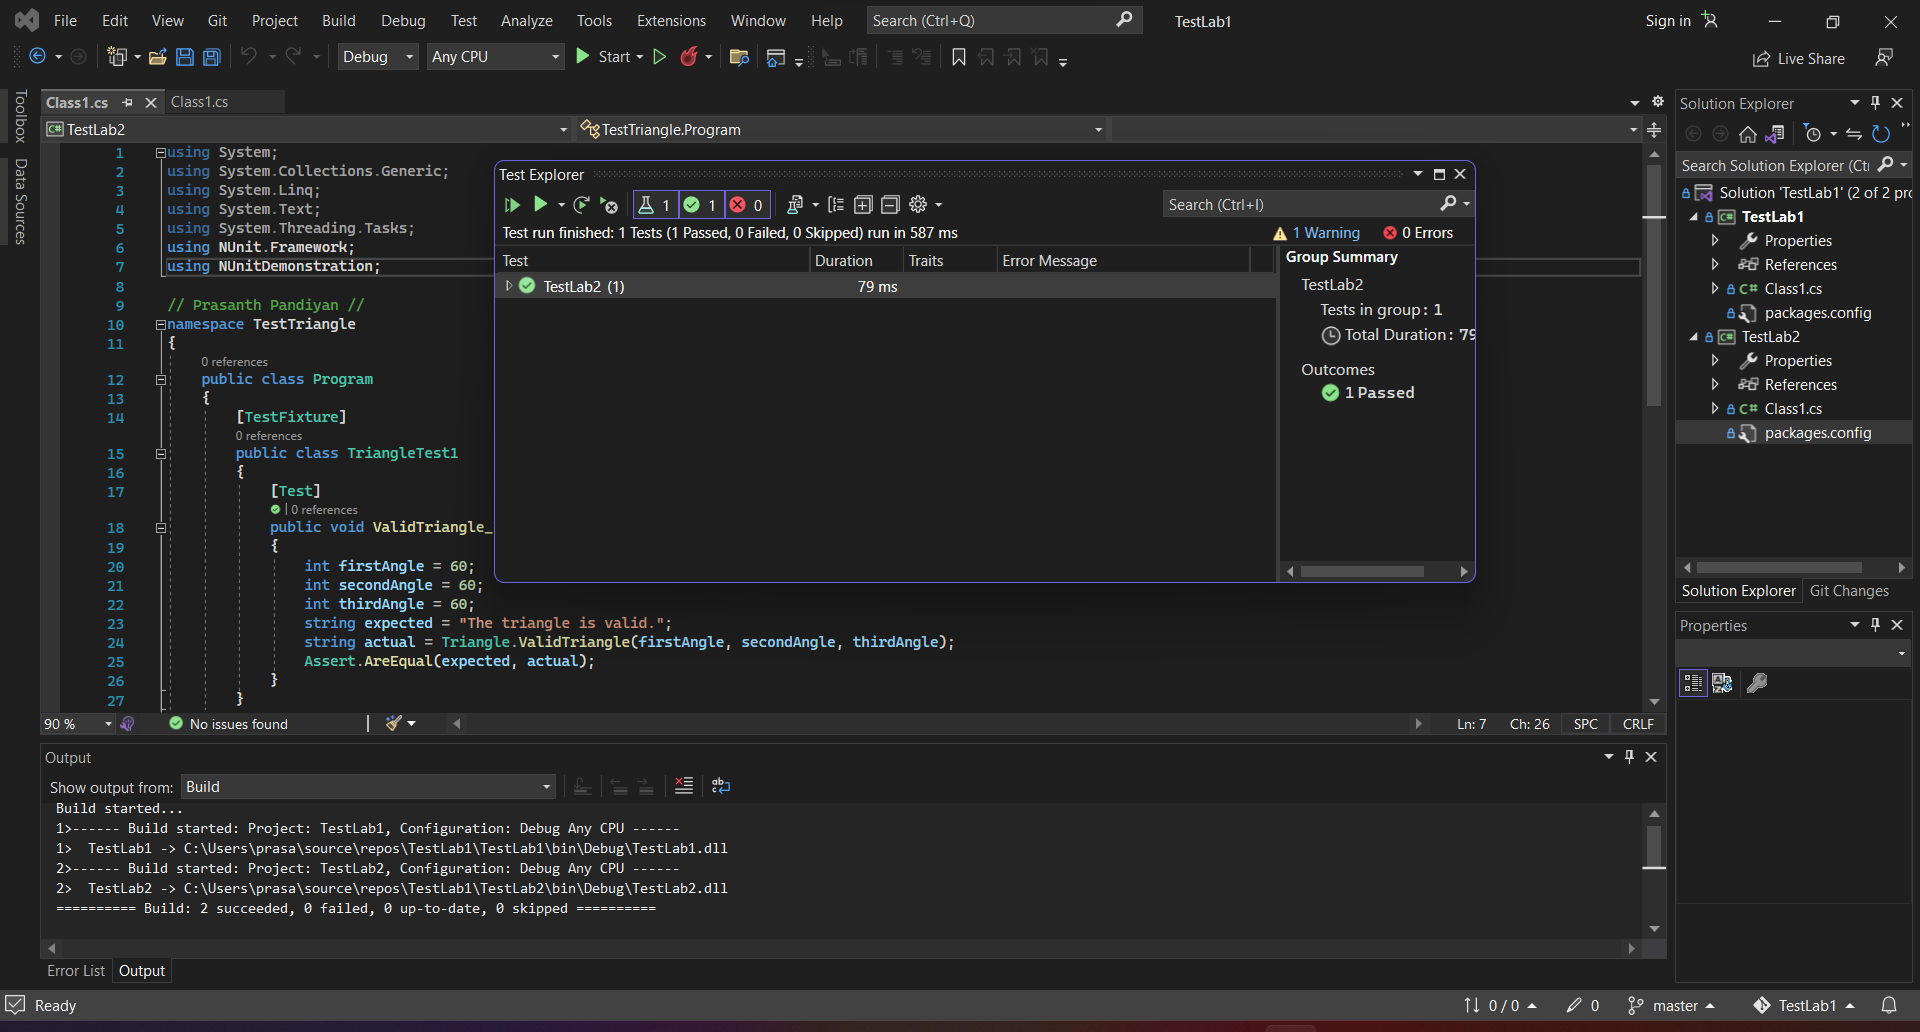 File Edit View Git Project Build Debug Test Analyze Tools Extensions Window Help Search (Ctrl+Q) TestLab1 Sign in
Debug Any CPU Start Live Share
Toolbox
Data Sources
Class1.cs Class1.cs
TestLab2 TestTriangle.Program
1 using System;
2 using System.Collections.Generic;
3 using System.Linq;
4 using System.Text;
5 using System.Threading.Tasks;
6 using NUnit.Framework;
7 using NUnitDemonstration;
8
9 // Prasanth Pandiyan //
10 namespace TestTriangle
11 {
0 references
12 public class Program
13 {
14 [TestFixture]
0 references
15 public class TriangleTest1
16 {
17 [Test]
0 references
18 public void ValidTriangle_
19 {
20 int firstAngle = 60;
21 int secondAngle = 60;
22 int thirdAngle = 60;
23 string expected = "The triangle is valid.";
24 string actual = Triangle.ValidTriangle(firstAngle, secondAngle, thirdAngle);
25 Assert.AreEqual(expected, actual);
26 }
27 }
90 % No issues found Ln: 7 Ch: 26 SPC CRLF
Test Explorer
1 1 0 Search (Ctrl+I)
Test run finished: 1 Tests (1 Passed, 0 Failed, 0 Skipped) run in 587 ms 1 Warning 0 Errors
Test Duration Traits Error Message
TestLab2 (1) 79 ms
Group Summary
TestLab2
Tests in group: 1
Total Duration: 79
Outcomes
1 Passed
Solution Explorer
Search Solution Explorer (Ctr
Solution 'TestLab1' (2 of 2 pro
TestLab1
Properties
References
C# Class1.cs
packages.config
TestLab2
Properties
References
C# Class1.cs
packages.config
Solution Explorer Git Changes
Properties
Output
Show output from: Build
Build started...
1>------ Build started: Project: TestLab1, Configuration: Debug Any CPU ------
1> TestLab1 -> C:\Users\prasa\source\repos\TestLab1\TestLab1\bin\Debug\TestLab1.dll
2>------ Build started: Project: TestLab2, Configuration: Debug Any CPU ------
2> TestLab2 -> C:\Users\prasa\source\repos\TestLab1\TestLab2\bin\Debug\TestLab2.dll
========== Build: 2 succeeded, 0 failed, 0 up-to-date, 0 skipped ==========
Error List Output
Ready 0 / 0 0 master TestLab1